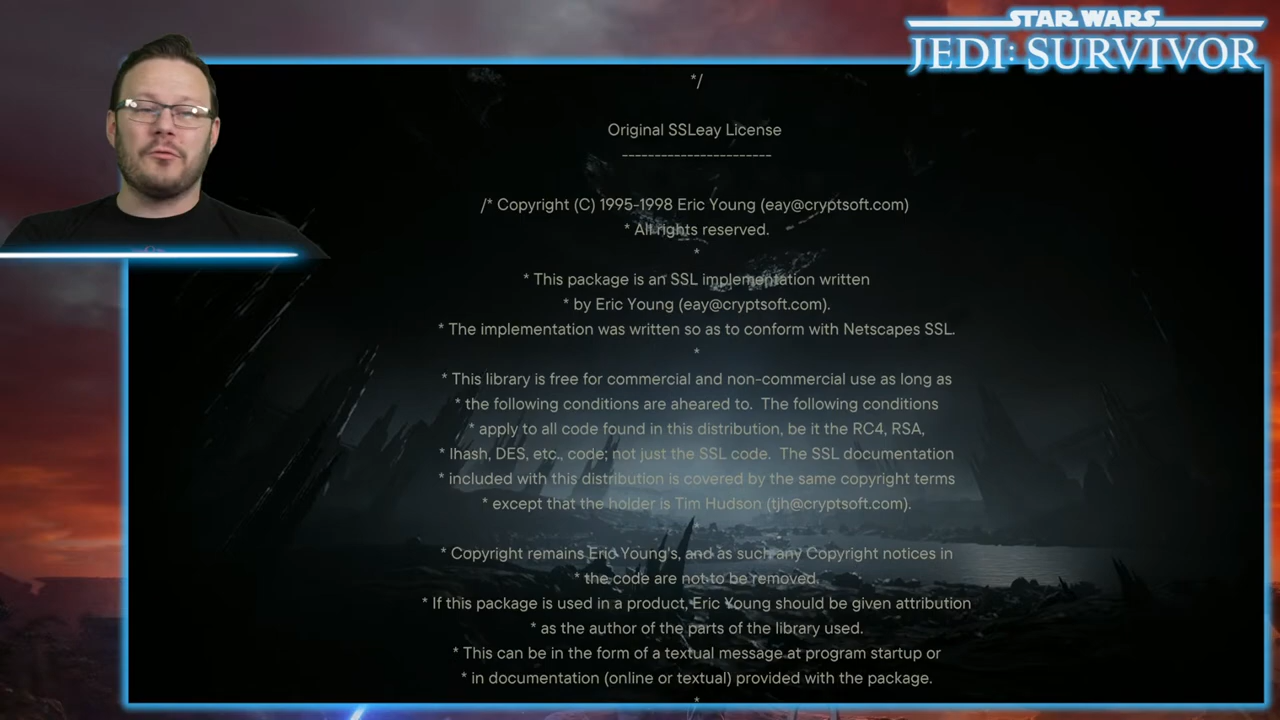 STAR WARS
JEDI: SURVIVOR
*/
Original SSLeay License
-----------------------
/* Copyright (C) 1995-1998 Eric Young (eay@cryptsoft.com)
* All rights reserved.
*
* This package is an SSL implementation written
* by Eric Young (eay@cryptsoft.com).
* The implementation was written so as to conform with Netscapes SSL.
*
* This library is free for commercial and non-commercial use as long as
* the following conditions are aheared to.  The following conditions
* apply to all code found in this distribution, be it the RC4, RSA,
* lhash, DES, etc., code; not just the SSL code.  The SSL documentation
* included with this distribution is covered by the same copyright terms
* except that the holder is Tim Hudson (tjh@cryptsoft.com).
*
* Copyright remains Eric Young's, and as such any Copyright notices in
* the code are not to be removed.
* If this package is used in a product, Eric Young should be given attribution
* as the author of the parts of the library used.
* This can be in the form of a textual message at program startup or
* in documentation (online or textual) provided with the package.
*